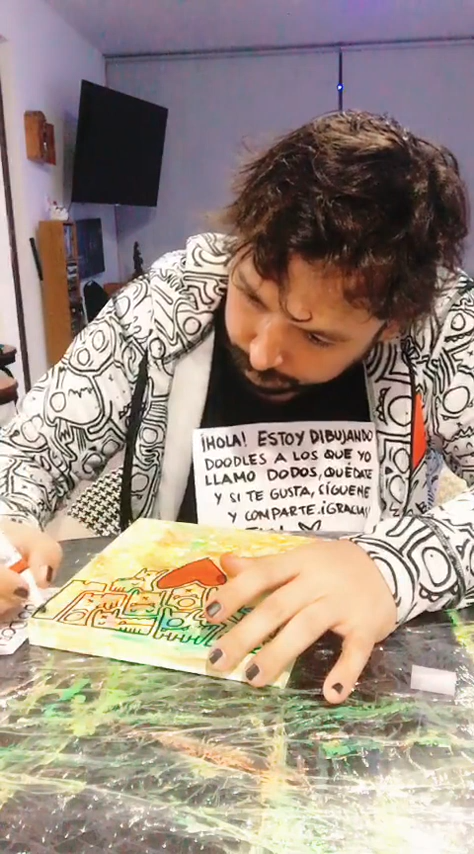 ¡HOLA! ESTOY DIBUJANDO
DOODLES A LOS QUE YO
LLAMO DODOS, QUÉDATE
Y SI TE GUSTA, SÍGUEME
Y COMPARTE. ¡GRACIAS!